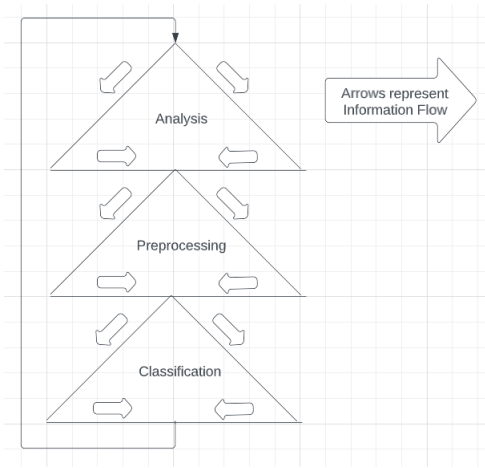 Analysis
Arrows represent
Information Flow
Preprocessing
Classification